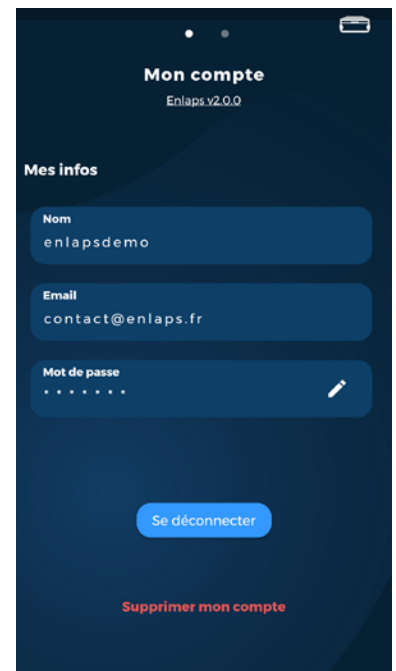 Mon compte
Enlaps v2.0.0
Mes infos
Nom
enlapsdemo
Email
contact@enlaps.fr
Mot de passe
•••••••
Se déconnecter
Supprimer mon compte